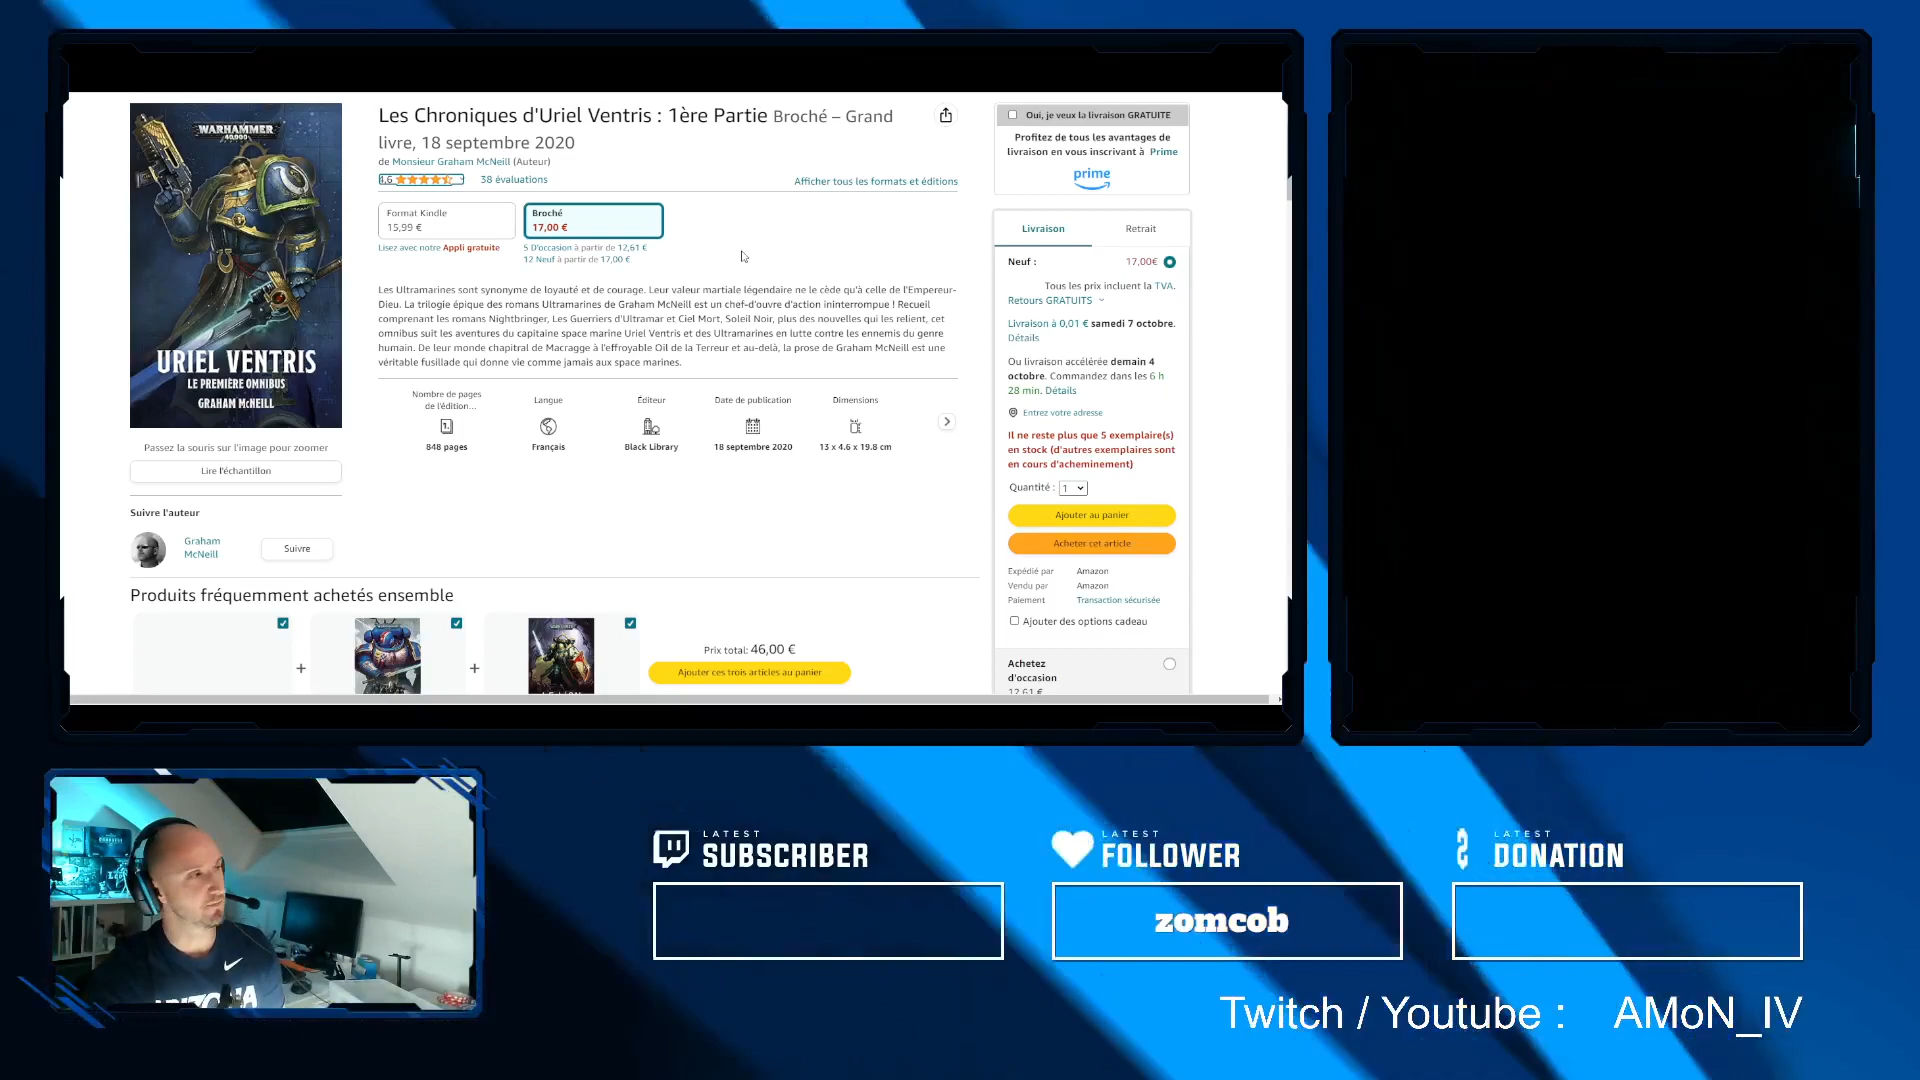 WARHAMMER
40,000
URIEL VENTRIS
LE PREMIÈRE OMNIBUS
GRAHAM McNEILL
Passez la souris sur l'image pour zoomer
Lire l'échantillon
Suivre l'auteur
Graham
McNeill
Suivre
Les Chroniques d'Uriel Ventris : 1ère Partie Broché – Grand
livre, 18 septembre 2020
de Monsieur Graham McNeill (Auteur)
4,6
38 évaluations
Afficher tous les formats et éditions
Format Kindle
15,99 €
Lisez avec notre Appli gratuite
Broché
17,00 €
5 D'occasion à partir de 12,61 €
12 Neuf à partir de 17,00 €
Les Ultramarines sont synonyme de loyauté et de courage. Leur valeur martiale légendaire ne le cède qu'à celle de l'Empereur-
Dieu. La trilogie épique des romans Ultramarines de Graham McNeill est un chef-d'ouvre d'action ininterrompue ! Recueil
comprenant les romans Nightbringer, Les Guerriers d'Ultramar et Ciel Mort, Soleil Noir, plus des nouvelles qui les relient, cet
omnibus suit les aventures du capitaine space marine Uriel Ventris et des Ultramarines en lutte contre les ennemis du genre
humain. De leur monde chapitral de Macragge à l'effroyable Oil de la Terreur et au-delà, la prose de Graham McNeill est une
véritable fusillade qui donne vie comme jamais aux space marines.
Nombre de pages
de l'édition...
848 pages
Langue
Français
Éditeur
Black Library
Date de publication
18 septembre 2020
Dimensions
13 x 4.6 x 19.8 cm
Produits fréquemment achetés ensemble
+
+
Prix total: 46,00 €
Ajouter ces trois articles au panier
Oui, je veux la livraison GRATUITE
Profitez de tous les avantages de
livraison en vous inscrivant à Prime
prime
Livraison
Retrait
Neuf :
17,00€
Tous les prix incluent la TVA.
Retours GRATUITS
Livraison à 0,01 € samedi 7 octobre.
Détails
Ou livraison accélérée demain 4
octobre. Commandez dans les 6 h
28 min. Détails
Entrez votre adresse
Il ne reste plus que 5 exemplaire(s)
en stock (d'autres exemplaires sont
en cours d'acheminement)
Quantité : 1
Ajouter au panier
Acheter cet article
Expédié par Amazon
Vendu par Amazon
Paiement Transaction sécurisée
Ajouter des options cadeau
Achetez
d'occasion
12,61 €
LATEST
SUBSCRIBER
LATEST
FOLLOWER
zomcob
LATEST
DONATION
Twitch / Youtube : AMoN_IV